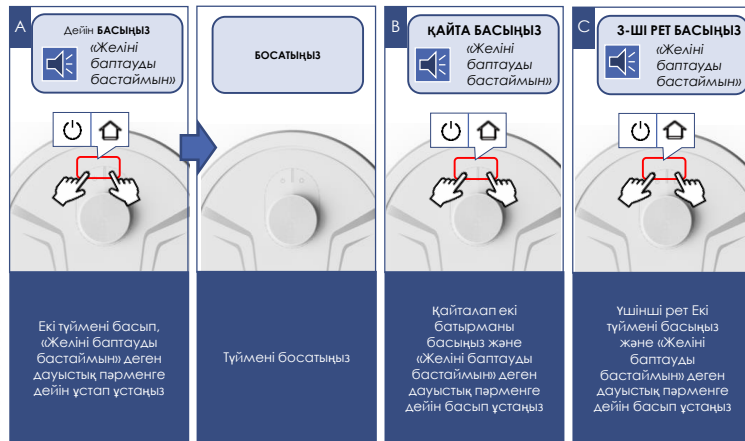 A
Дейін БАСЫҢЫЗ
«Желіні
баптауды
бастаймын»
Екі түймені басып,
«Желіні баптауды
бастаймын» деген
дауыстық пәрменге
дейін ұстап ұстаңыз
БОСАТЫҢЫЗ
Түймені босатыңыз
B
ҚАЙТА БАСЫҢЫЗ
«Желіні
баптауды
бастаймын»
Қайталап екі
батырманы
басыңыз және
«Желіні баптауды
бастаймын» деген
дауыстық пәрменге
дейін басып ұстаңыз
C
3-ШІ РЕТ БАСЫҢЫЗ
«Желіні
баптауды
бастаймын»
Үшінші рет Екі
түймені басыңыз
және «Желіні
баптауды
бастаймын» деген
дауыстық пәрменге
дейін басып ұстаңыз